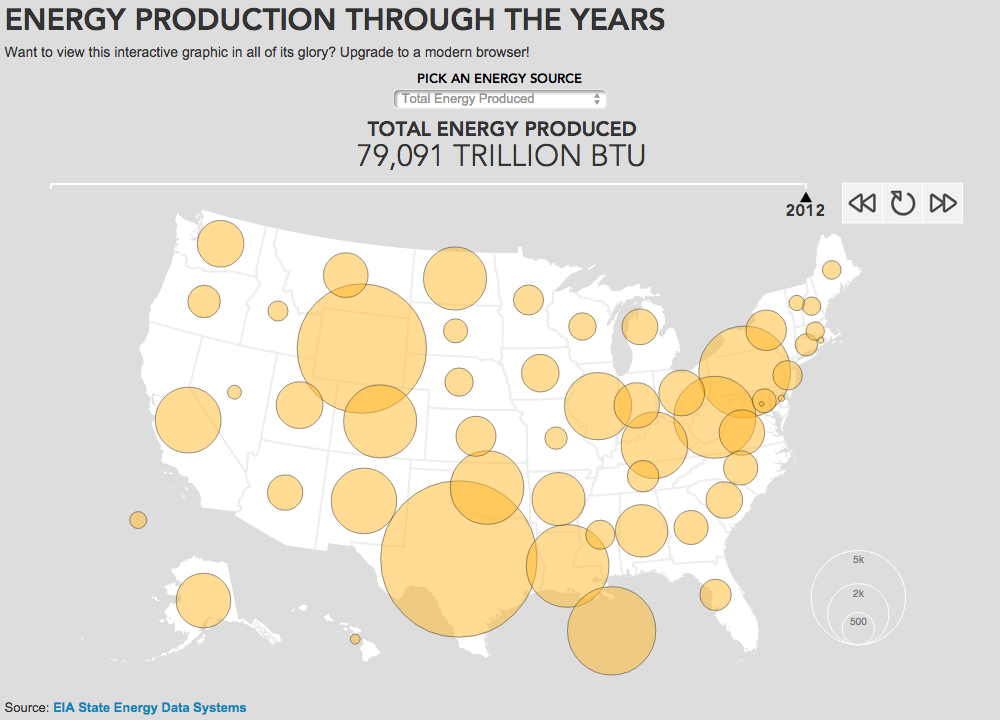 ENERGY PRODUCTION THROUGH THE YEARS
Want to view this interactive graphic in all of its glory? Upgrade to a modern browser!
PICK AN ENERGY SOURCE
Total Energy Produced
TOTAL ENERGY PRODUCED
79,091 TRILLION BTU
2012
5k
2k
500
Source: EIA State Energy Data Systems